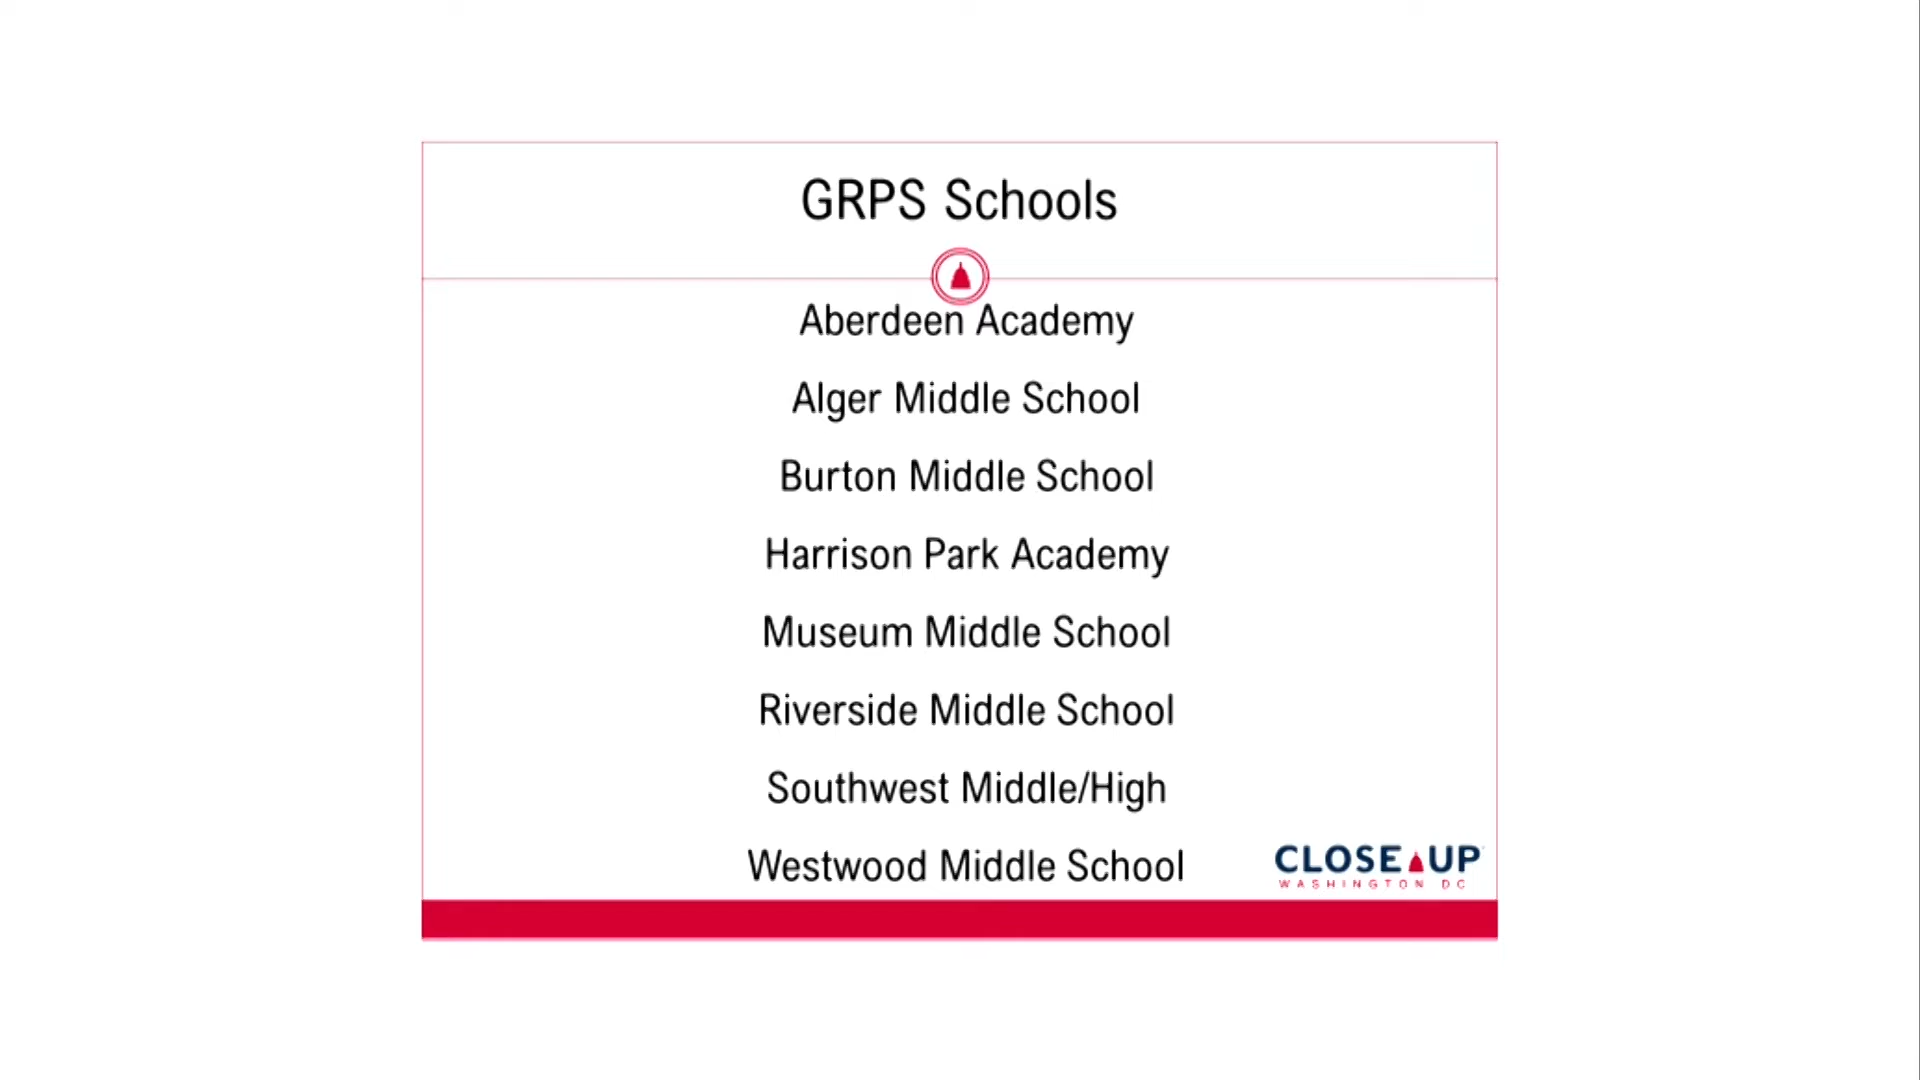 GRPS Schools
Aberdeen Academy
Alger Middle School
Burton Middle School
Harrison Park Academy
Museum Middle School
Riverside Middle School
Southwest Middle/High
Westwood Middle School
CLOSE UP
WASHINGTON DC